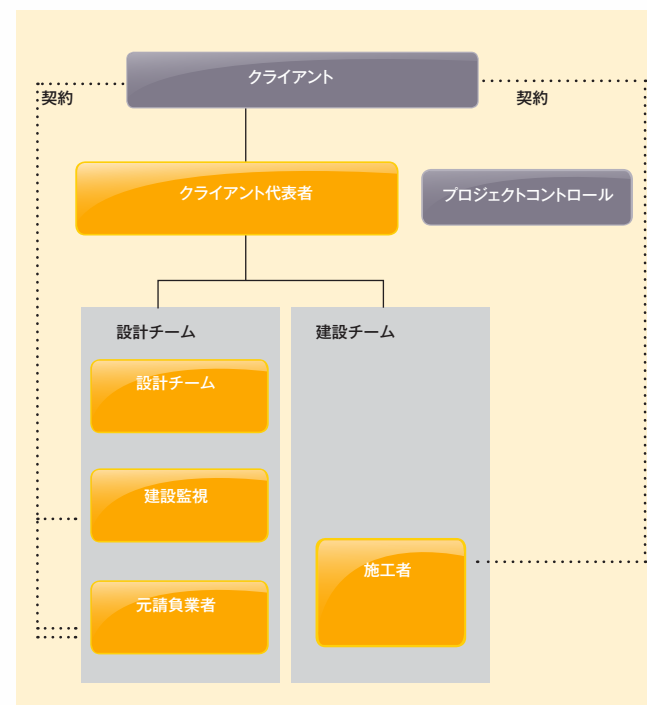 クライアント
契約
契約
クライアント代表者
プロジェクトコントロール
設計チーム
建設チーム
設計チーム
建設監視
施工者
元請負業者